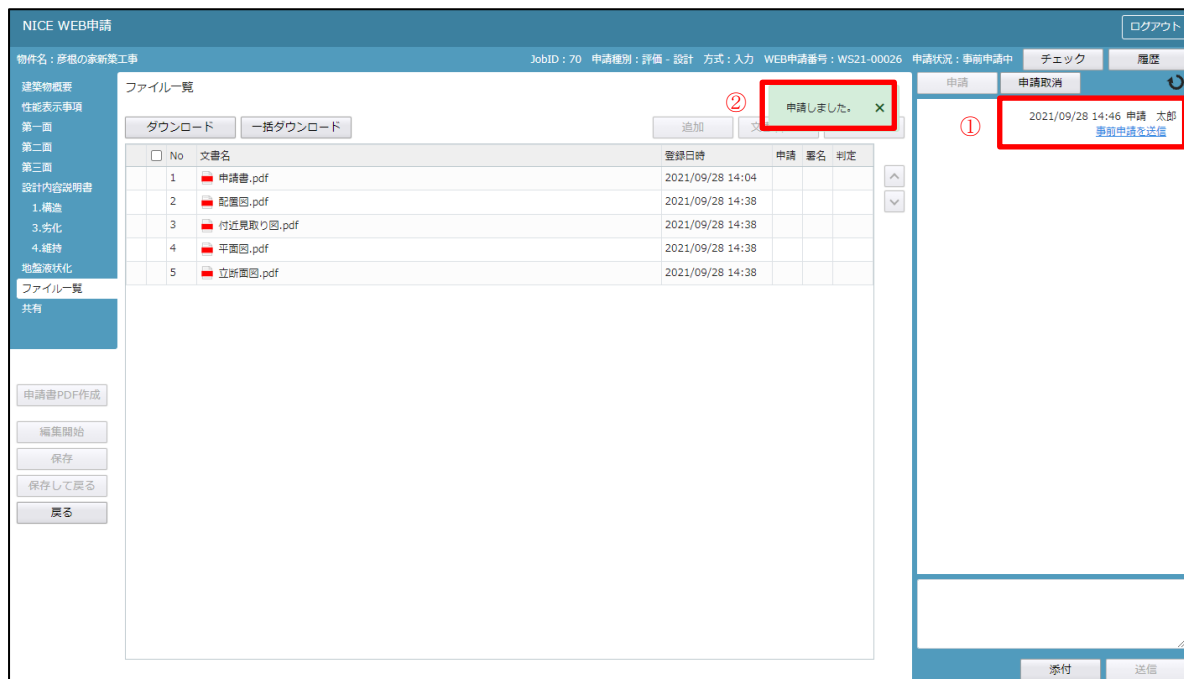 NICE WEB申請
ログアウト
物件名：彦根の家新築工事
JobID：70 申請種別：評価 - 設計 方式：入力 WEB申請番号：WS21-00026 申請状況：事前申請中
チェック
履歴
建築物概要
性能表示事項
第一面
第二面
第三面
設計内容説明書
1.構造
3.劣化
4.維持
地盤液状化
ファイル一覧
共有
申請書PDF作成
編集開始
保存
保存して戻る
戻る
ファイル一覧
②
申請しました。 ×
ダウンロード
一括ダウンロード
追加
文
No 文書名 登録日時 申請 署名 判定
1 申請書.pdf 2021/09/28 14:04
2 配置図.pdf 2021/09/28 14:38
3 付近見取り図.pdf 2021/09/28 14:38
4 平面図.pdf 2021/09/28 14:38
5 立断面図.pdf 2021/09/28 14:38
申請
申請取消
①
2021/09/28 14:46 申請 太郎
事前申請を送信
添付
送信